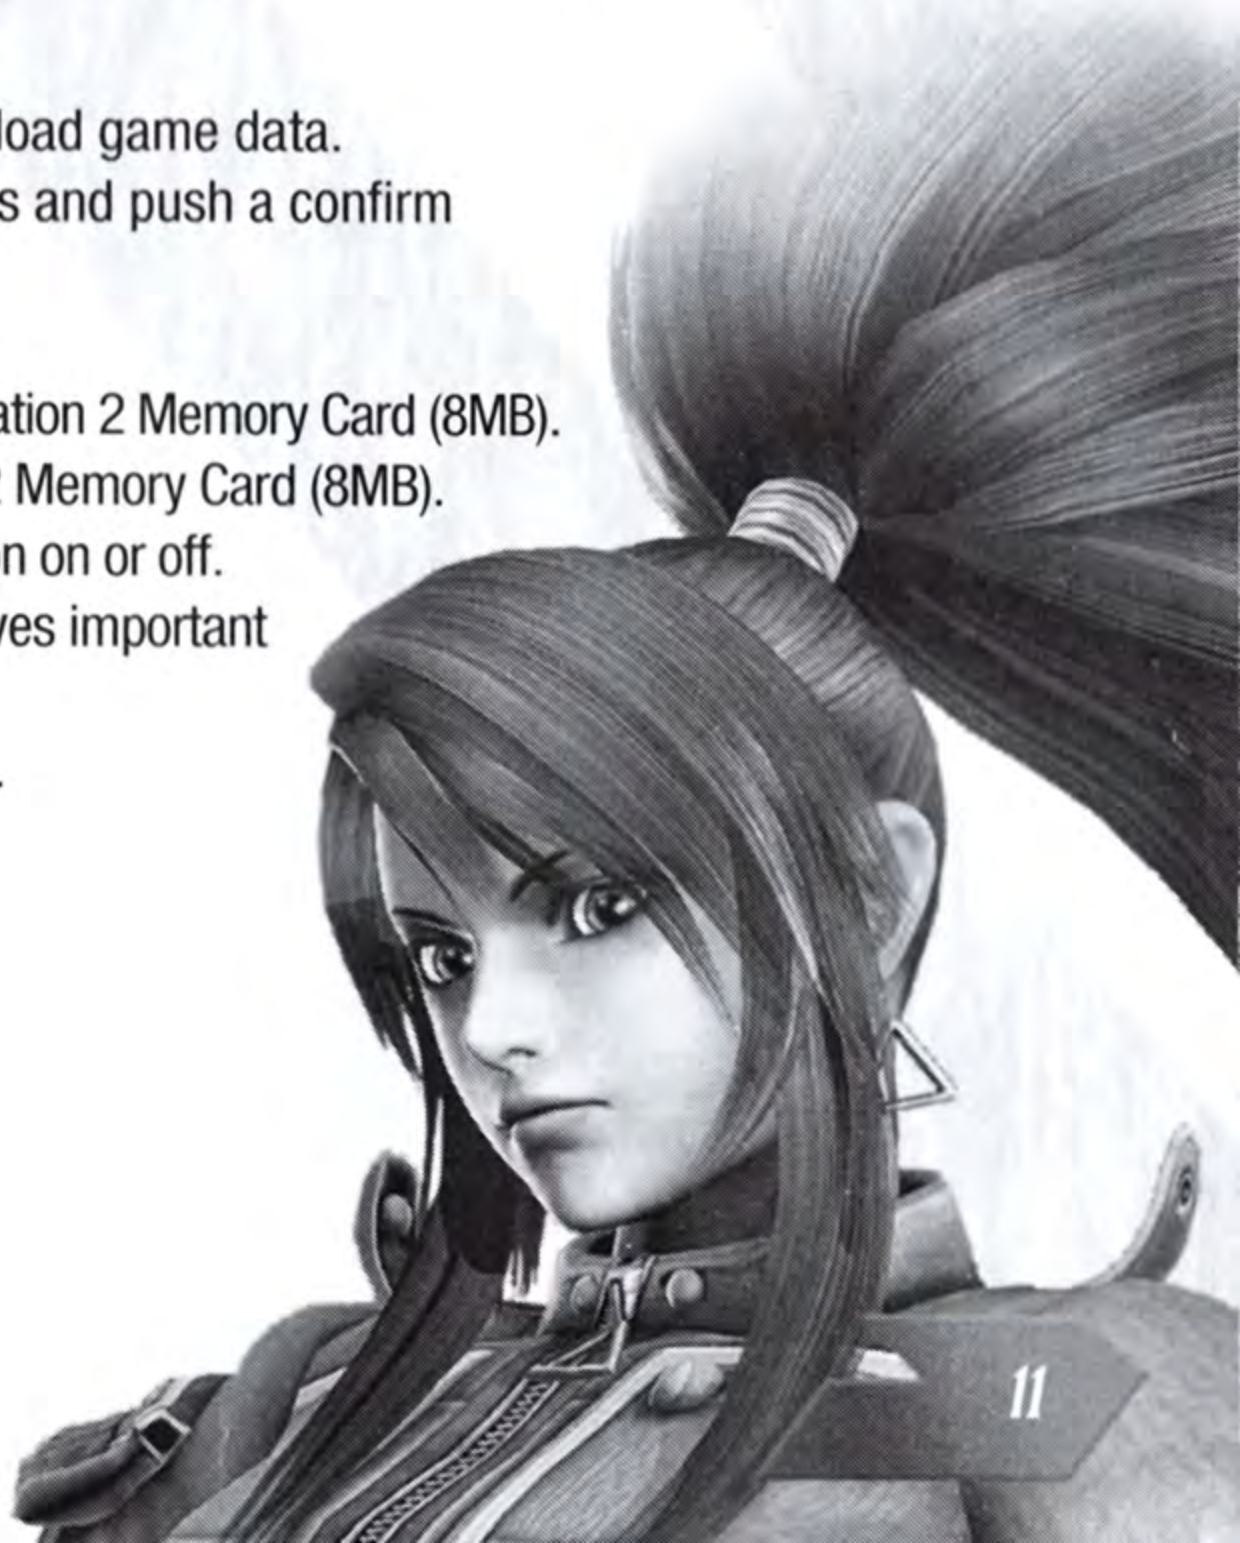 load game data.
s and push a confirm
ation 2 Memory Card (8MB).
2 Memory Card (8MB).
n on or off.
ves important
.
11